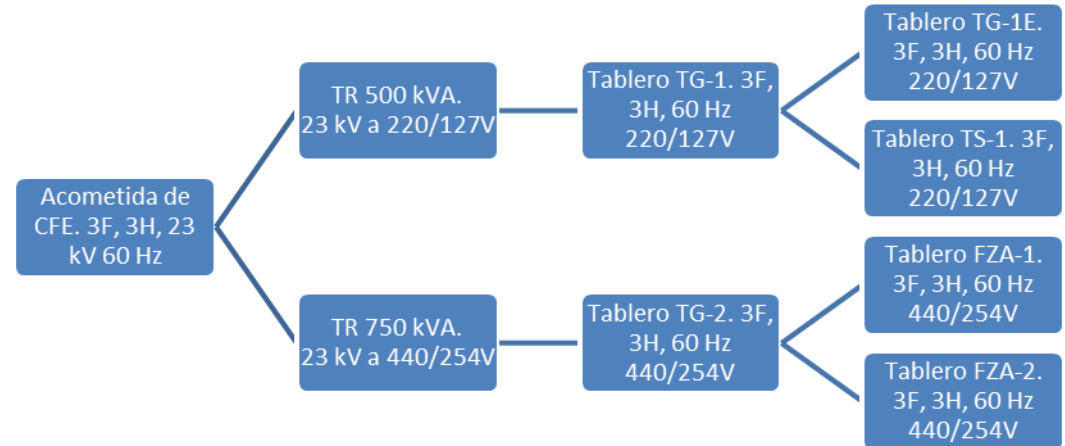 Acometida de
CFE. 3F, 3H, 23
kV 60 Hz
TR 500 kVA.
23 kV a 220/127V
Tablero TG-1. 3F,
3H, 60 Hz
220/127V
Tablero TG-1E.
3F, 3H, 60 Hz
220/127V
Tablero TS-1. 3F,
3H, 60 Hz
220/127V
TR 750 kVA.
23 kV a 440/254V
Tablero TG-2. 3F,
3H, 60 Hz
440/254V
Tablero FZA-1.
3F, 3H, 60 Hz
440/254V
Tablero FZA-2.
3F, 3H, 60 Hz
440/254V